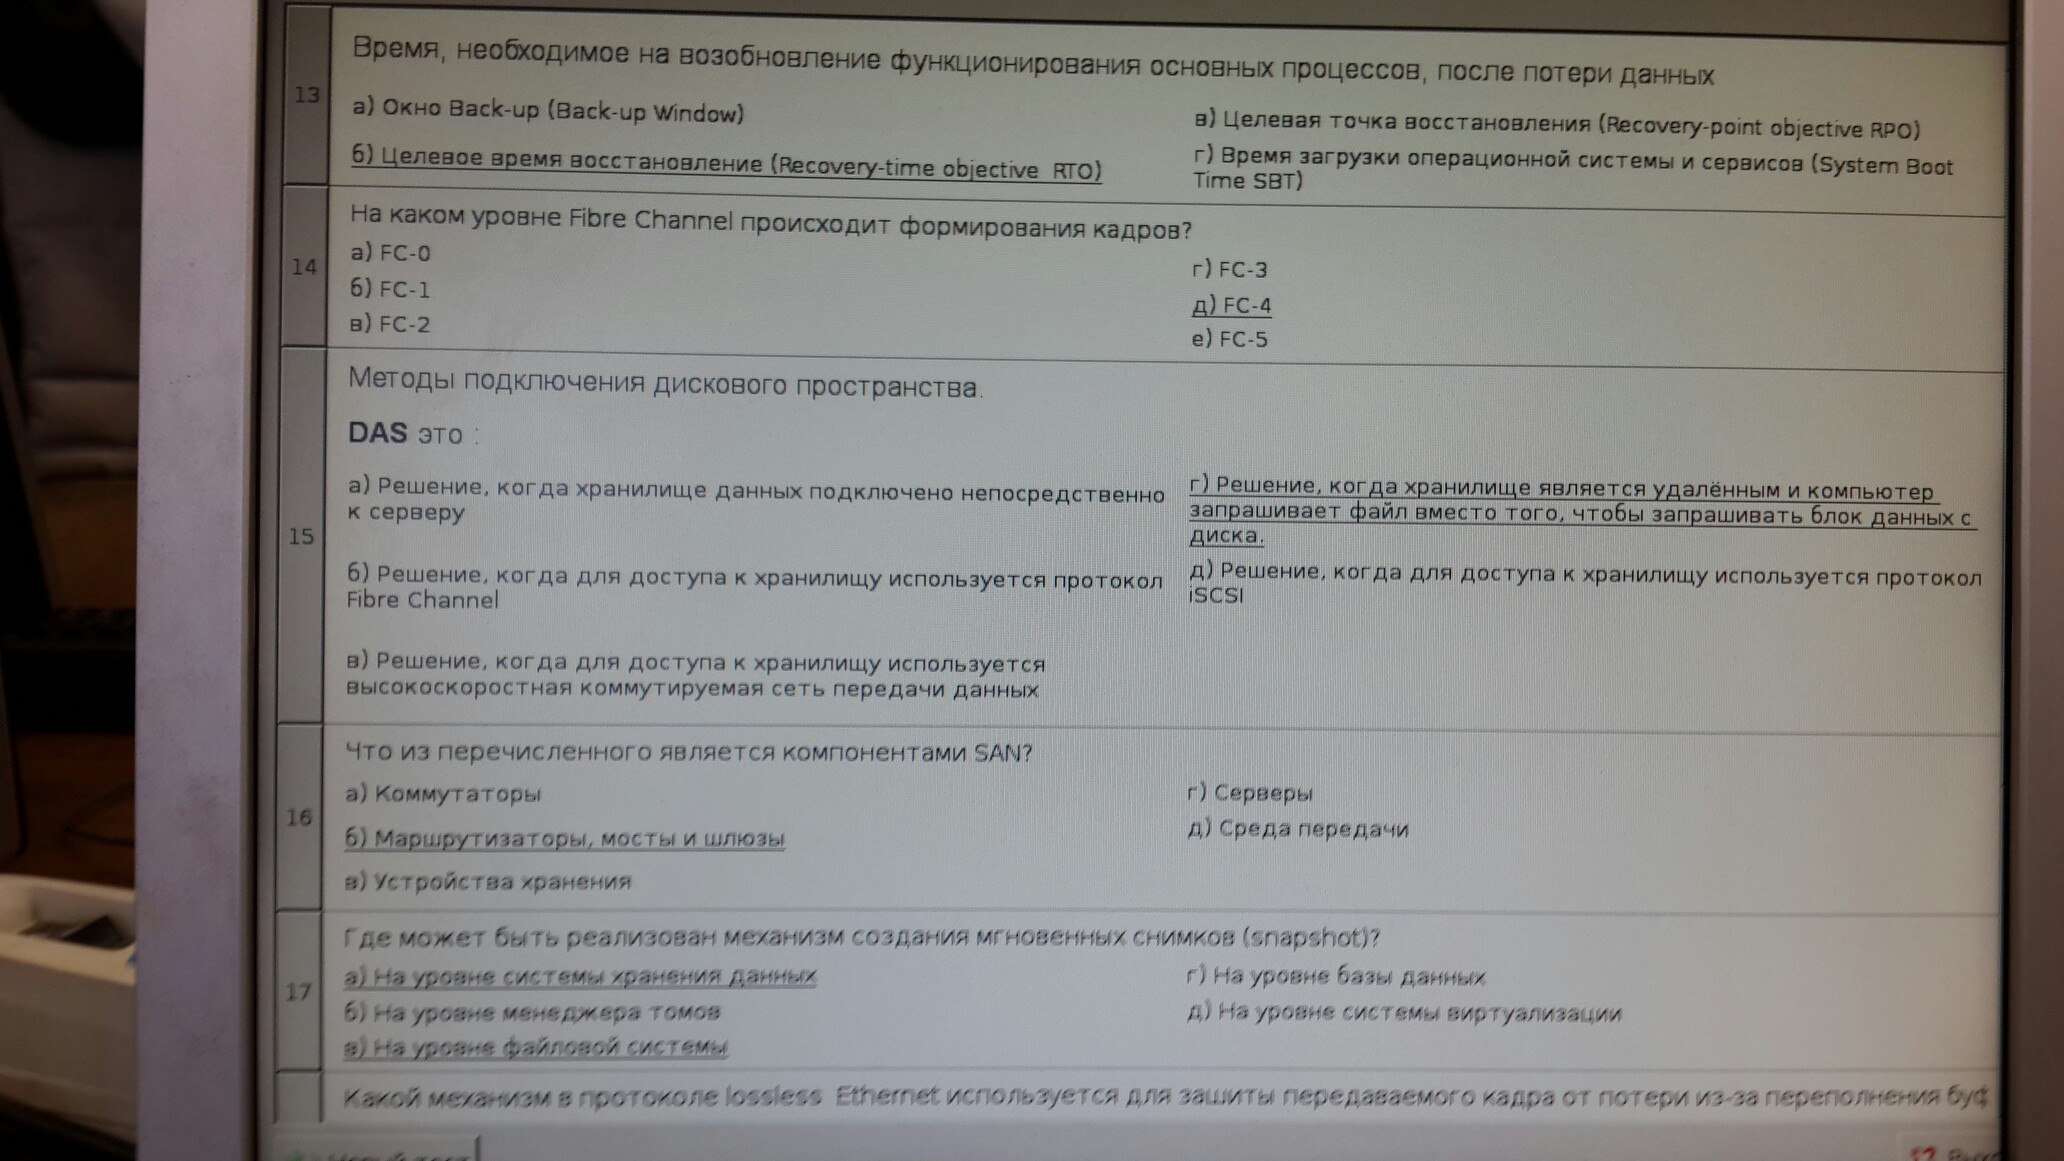 13
Время, необходимое на возобновление функционирования основных процессов, после потери данных
а) Окно Back-up (Back-up Window)
в) Целевая точка восстановления (Recovery-point objective RPO)
б) Целевое время восстановление (Recovery-time objective RTO)
г) Время загрузки операционной системы и сервисов (System Boot
Time SBT)
14
На каком уровне Fibre Channel происходит формирования кадров?
а) FC-0
г) FC-3
б) FC-1
д) FC-4
в) FC-2
е) FC-5
15
Методы подключения дискового пространства.
DAS это :
а) Решение, когда хранилище данных подключено непосредственно
к серверу
г) Решение, когда хранилище является удалённым и компьютер
запрашивает файл вместо того, чтобы запрашивать блок данных с
диска.
б) Решение, когда для доступа к хранилищу используется протокол
Fibre Channel
д) Решение, когда для доступа к хранилищу используется протокол
iSCSI
в) Решение, когда для доступа к хранилищу используется
высокоскоростная коммутируемая сеть передачи данных
16
Что из перечисленного является компонентами SAN?
а) Коммутаторы
г) Серверы
б) Маршрутизаторы, мосты и шлюзы
д) Среда передачи
в) Устройства хранения
17
Где может быть реализован механизм создания мгновенных снимков (snapshot)?
а) На уровне системы хранения данных
г) На уровне базы данных
б) На уровне менеджера томов
д) На уровне системы виртуализации
в) На уровне файловой системы
Какой механизм в протоколе lossless Ethernet используется для зашиты передаваемого кадра от потери из-за переполнения